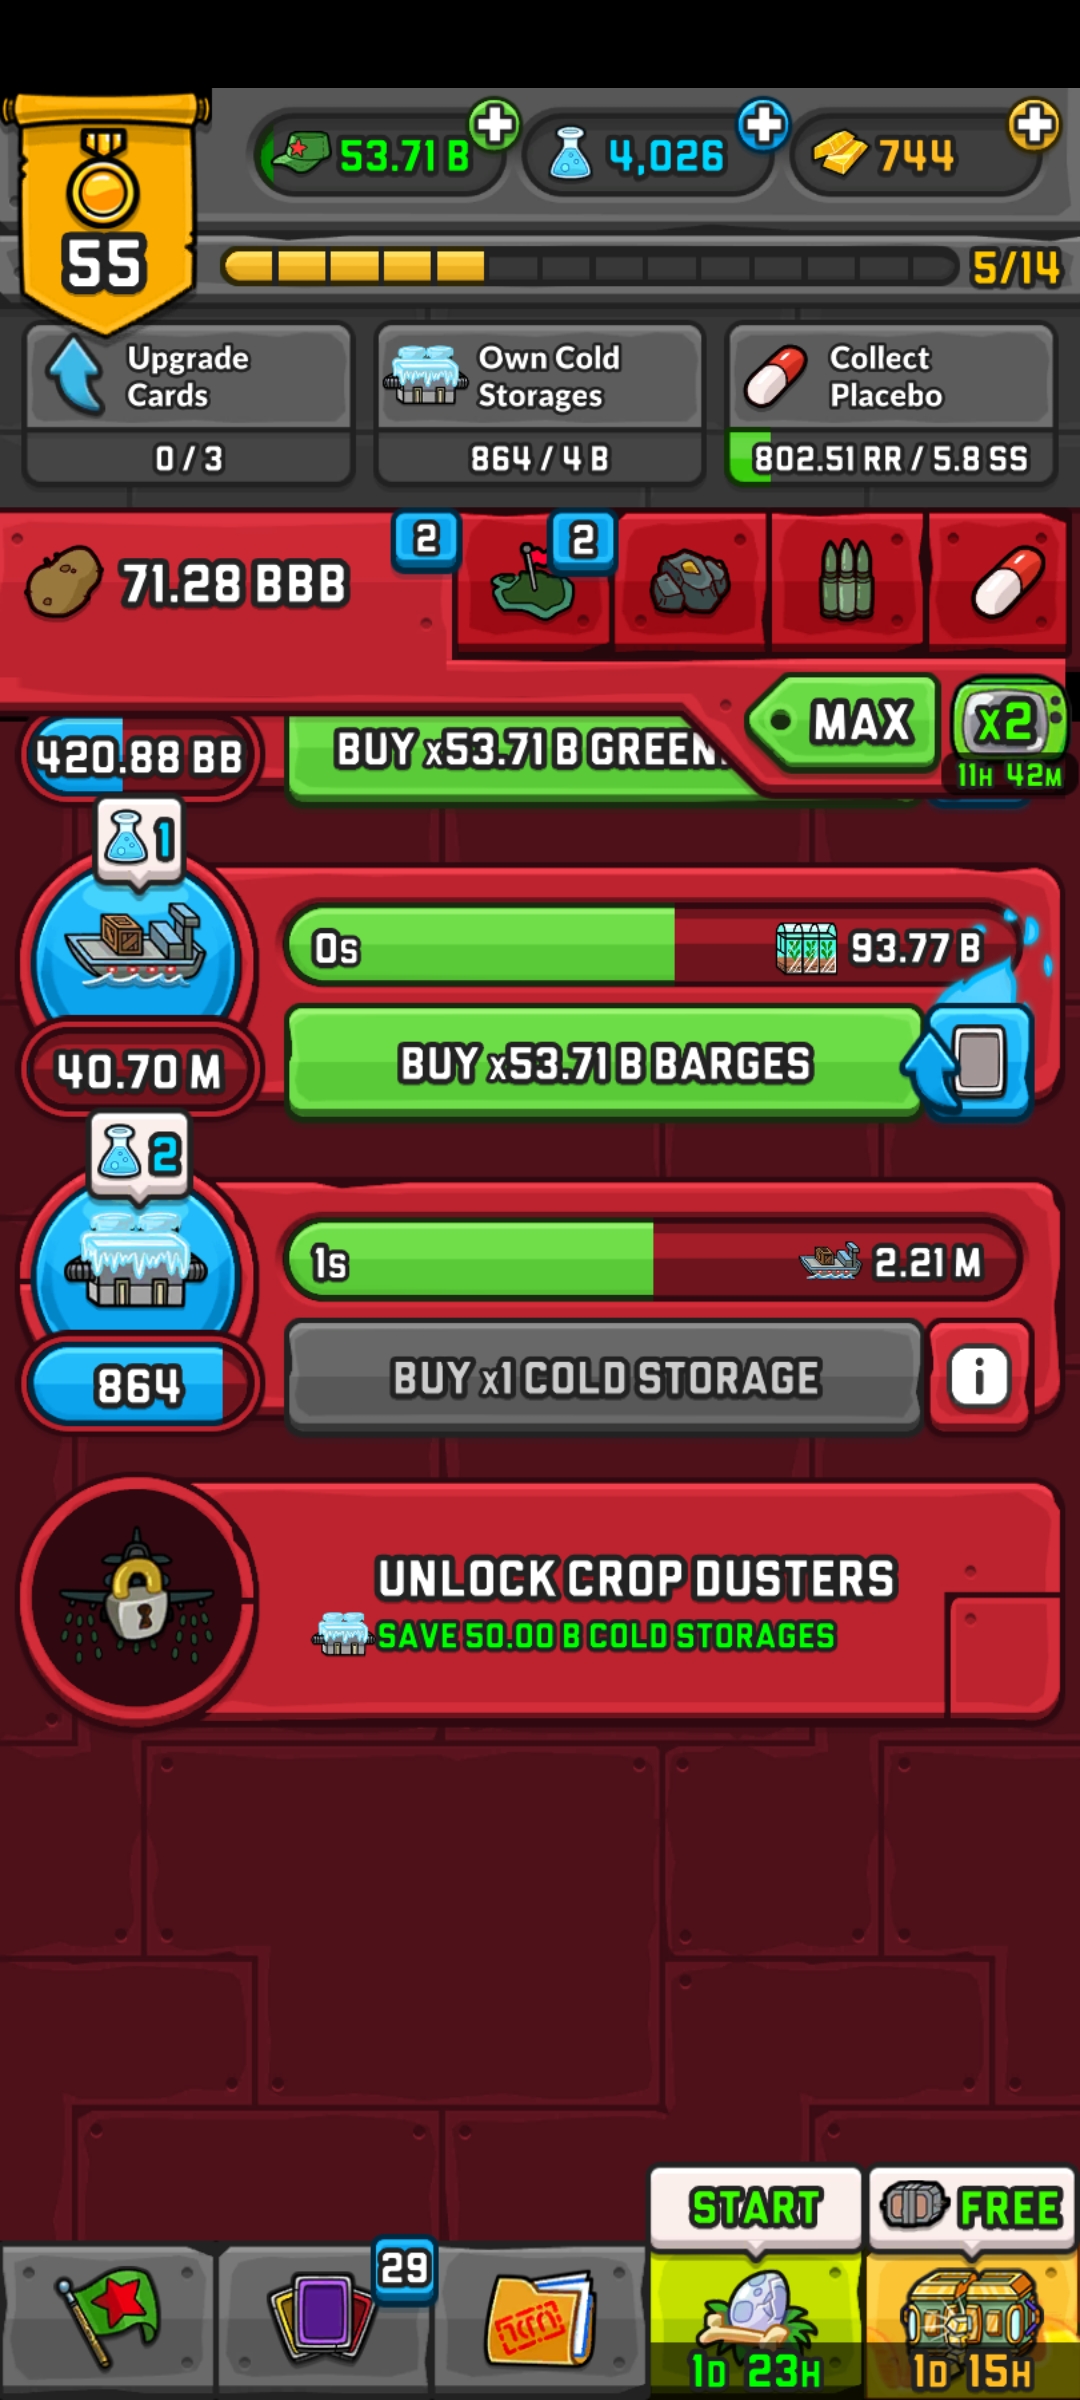 53.71 B
4,026
744
55
5/14
Upgrade
Cards
0 / 3
Own Cold
Storages
864 / 4 B
Collect
Placebo
802.51 RR / 5.8 SS
71.28 BBB
2
2
MAX
x2
11H 42M
420.88 BB
BUY x53.71 B GREEN
1
0s
93.77 B
40.70 M
BUY x53.71 B BARGES
2
1s
2.21 M
864
BUY x1 COLD STORAGE
i
UNLOCK CROP DUSTERS
SAVE 50.00 B COLD STORAGES
START
FREE
29
1D 23H
1D 15H